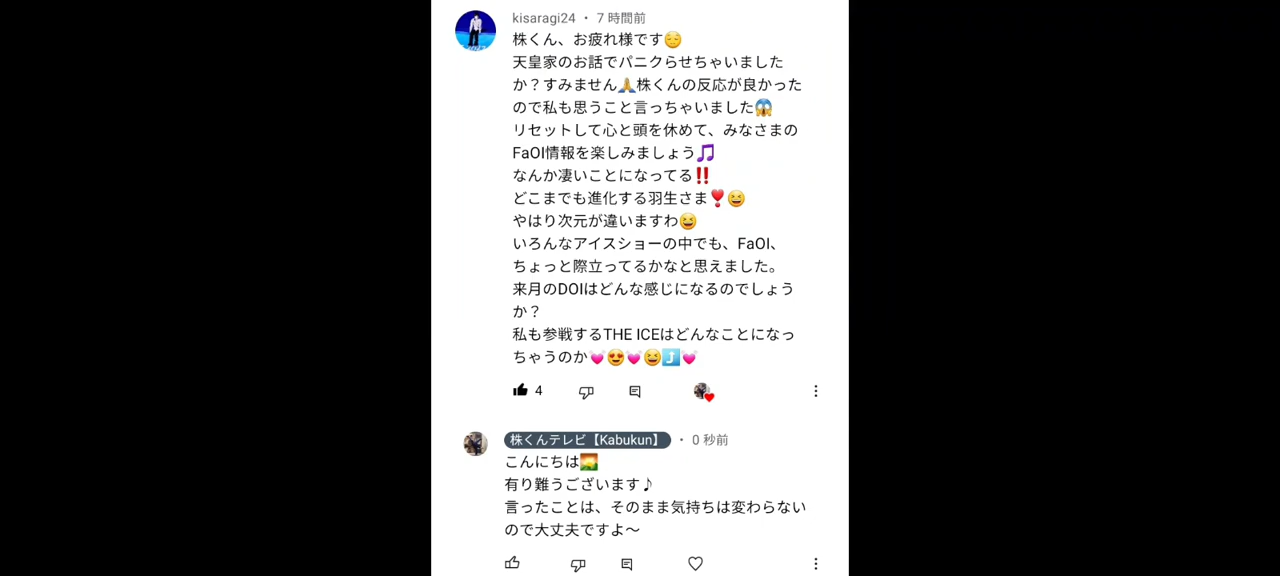 kisaragi24 ・ 7 時間前
株くん、お疲れ様です😌
天皇家のお話でパニクらせちゃいました
か？すみません🙏株くんの反応が良かった
ので私も思うこと言っちゃいました😱
リセットして心と頭を休めて、みなさまの
FaOI情報を楽しみましょう🎵
なんか凄いことになってる‼️
どこまでも進化する羽生さま❣️😆
やはり次元が違いますわ😆
いろんなアイスショーの中でも、FaOI、
ちょっと際立ってるかなと思えました。
来月のDOIはどんな感じになるのでしょう
か？
私も参戦するTHE ICEはどんなことになっ
ちゃうのか💓😍💓😆⤴️💓
4
株くんテレビ【Kabukun】 ・ 0 秒前
こんにちは🌄
有り難うございます♪
言ったことは、そのまま気持ちは変わらない
ので大丈夫ですよ〜